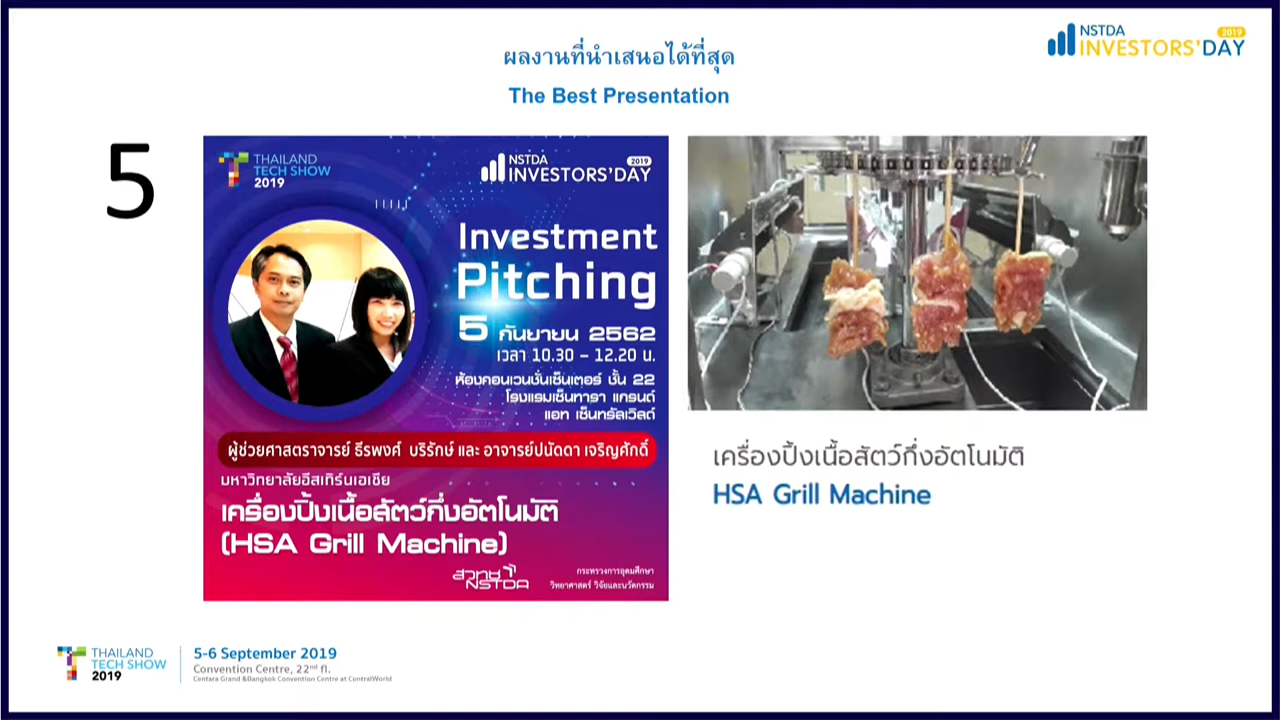 NSTDA
2019
INVESTORS'DAY
ผลงานที่นำเสนอได้ที่สุด
The Best Presentation
5
THAILAND
TECH SHOW
2019
NSTDA
2019
INVESTORS'DAY
Investment
Pitching
5 กันยายน 2562
เวลา 10.30 – 12.20 น.
ห้องคอนเวนชั่นเซ็นเตอร์ ชั้น 22
โรงแรมเซ็นทารา แกรนด์
แอท เซ็นทรัลเวิลด์
ผู้ช่วยศาสตราจารย์ ธีรพงศ์ บริรักษ์ และ อาจารย์ปนัดดา เจริญศักดิ์
มหาวิทยาลัยอีสเทิร์นเอเชีย
เครื่องปิ้งเนื้อสัตว์กึ่งอัตโนมัติ
(HSA Grill Machine)
สวทช
NSTDA
กระทรวงการอุดมศึกษา
วิทยาศาสตร์ วิจัยและนวัตกรรม
เครื่องปิ้งเนื้อสัตว์กึ่งอัตโนมัติ
HSA Grill Machine
THAILAND
TECH SHOW
2019
5-6 September 2019
Convention Centre, 22nd fl.
Centara Grand &Bangkok Convention Centre at CentralWorld